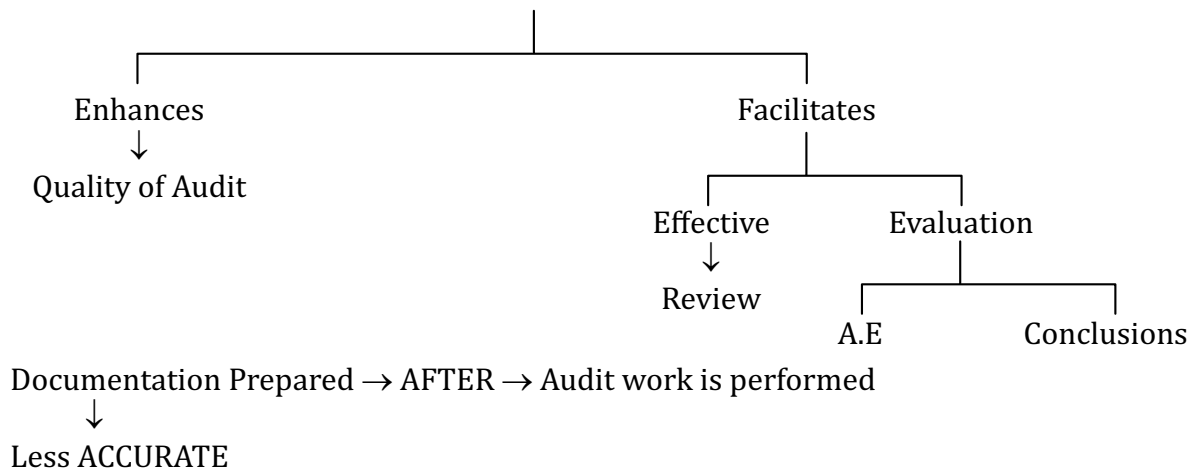 Enhances Facilitates
↓
Quality of Audit
Effective Evaluation
↓
Review
A.E Conclusions
Documentation Prepared → AFTER → Audit work is performed
↓
Less ACCURATE